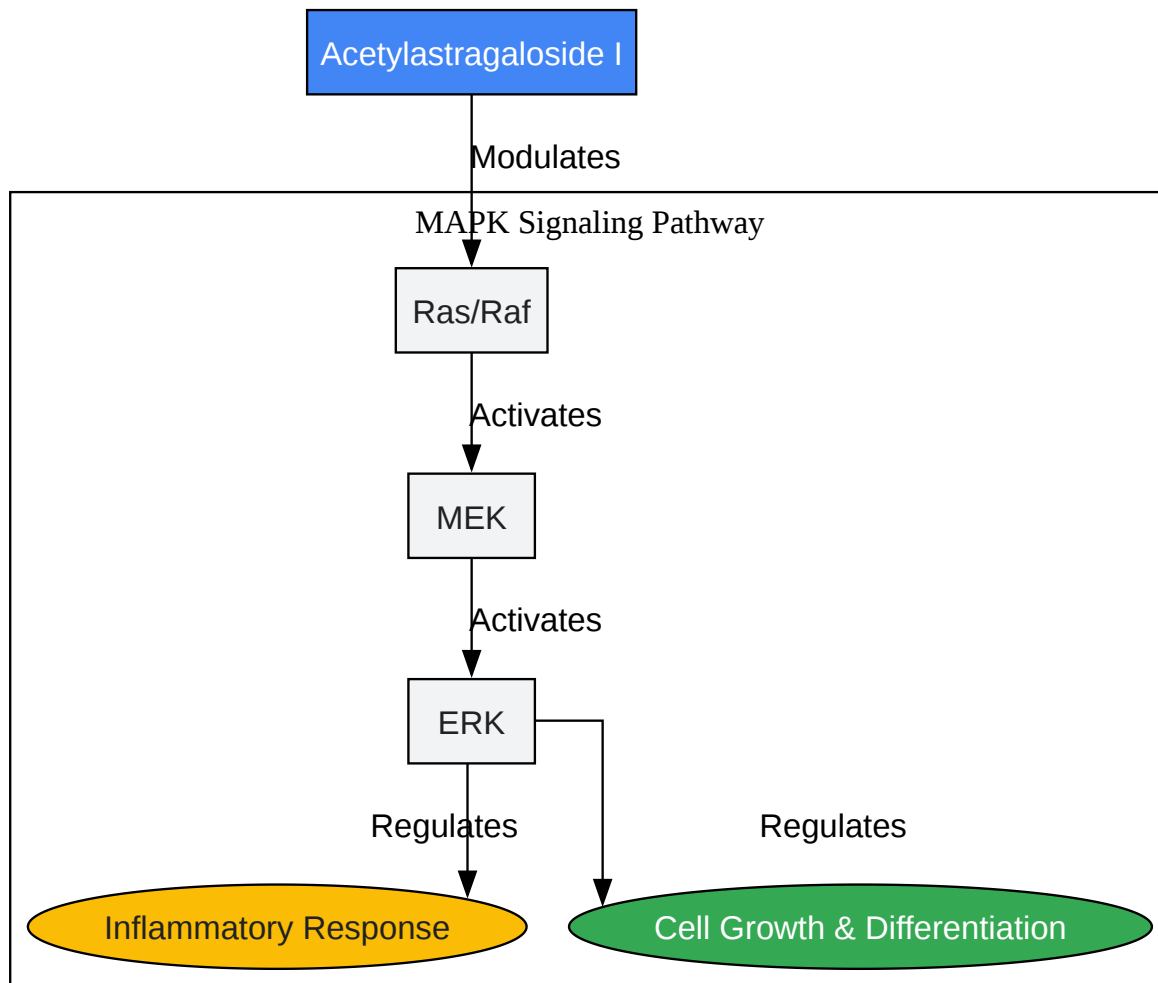 Acetylastragaloside I
Modulates
MAPK Signaling Pathway
Ras/Raf
Activates
MEK
Activates
ERK
Regulates
Regulates
Inflammatory Response
Cell Growth & Differentiation